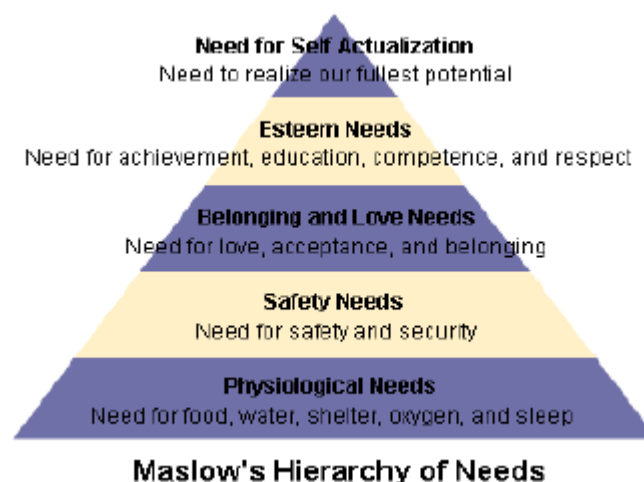 Need for Self Actualization
Need to realize our fullest potential
Esteem Needs
Need for achievement, education, competence, and respect
Belonging and Love Needs
Need for love, acceptance, and belonging
Safety Needs
Need for safety and security
Physiological Needs
Need for food, water, shelter, oxygen, and sleep
Maslow's Hierarchy of Needs